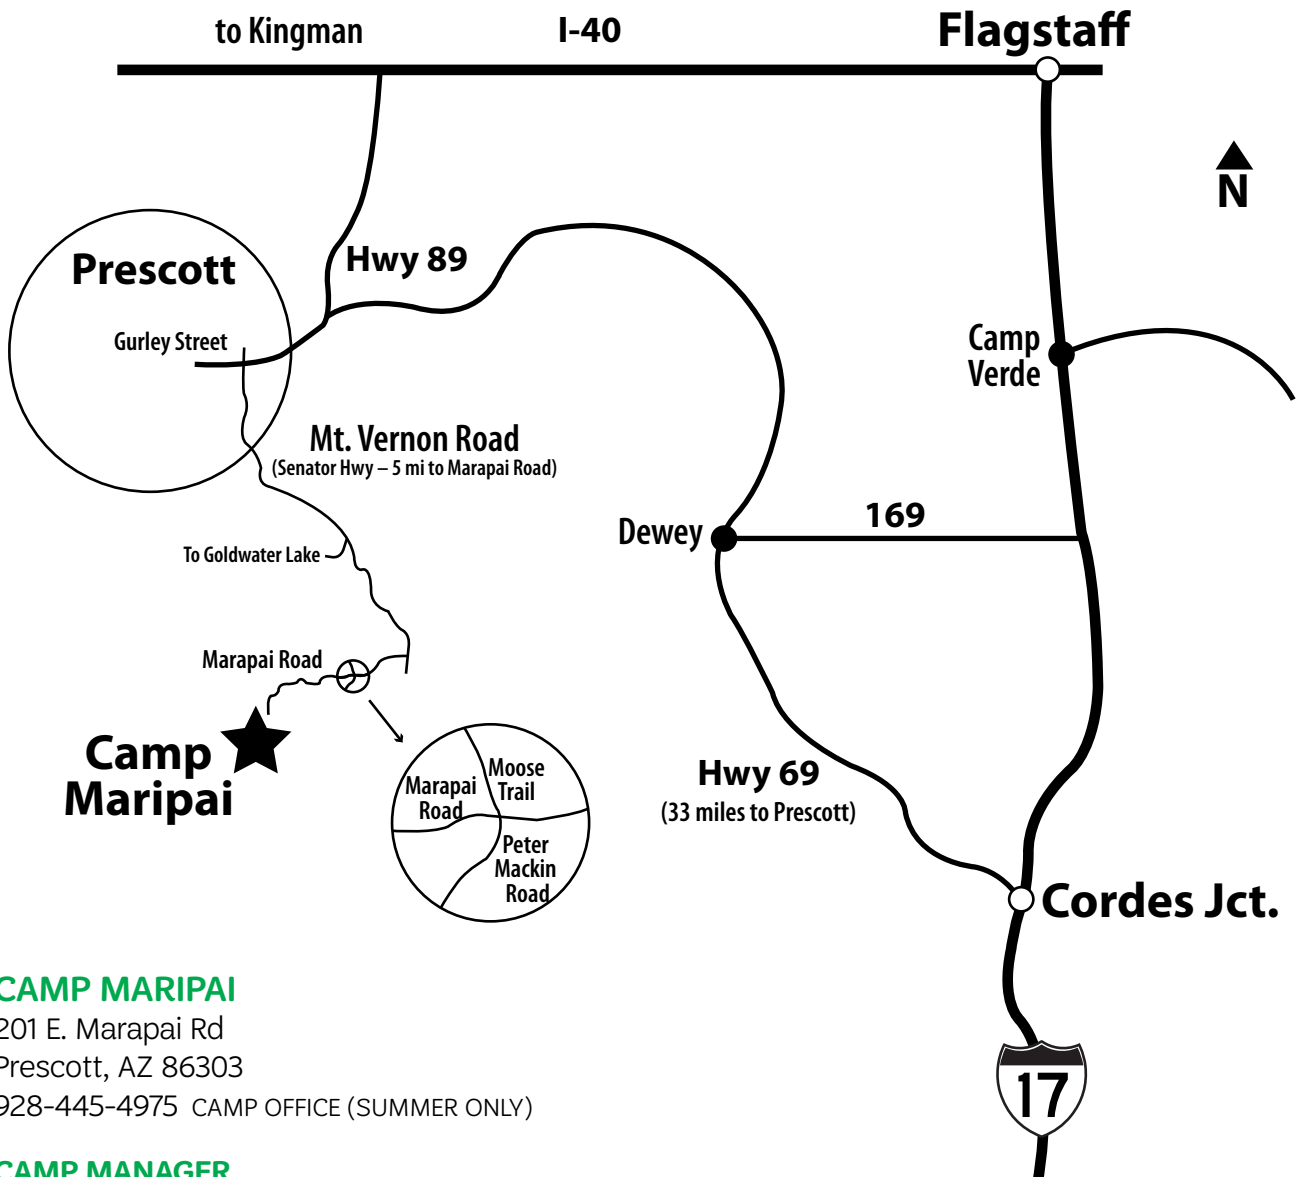 to Kingman
I-40
Flagstaff
N
Prescott
Hwy 89
Gurley Street
Camp
Verde
Mt. Vernon Road
(Senator Hwy – 5 mi to Marapai Road)
Dewey
169
To Goldwater Lake
Marapai Road
Camp
Maripai
Marapai
Road
Moose
Trail
Peter
Mackin
Road
Hwy 69
(33 miles to Prescott)
Cordes Jct.
17
CAMP MARIPAI
201 E. Marapai Rd
Prescott, AZ 86303
928-445-4975 CAMP OFFICE (SUMMER ONLY)
CAMP MANAGER